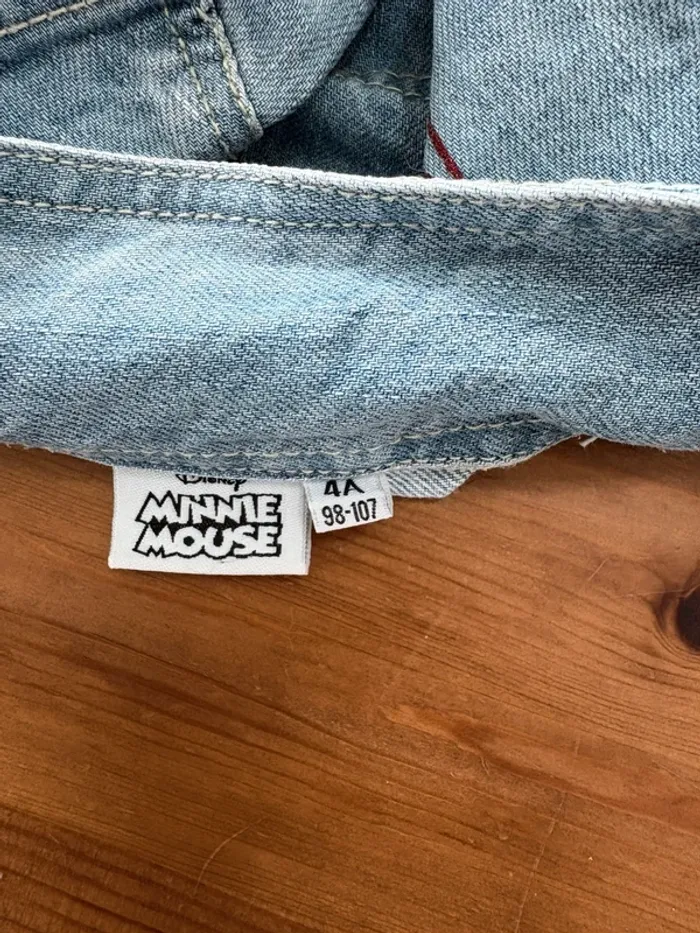 Disney
MINNIE
MOUSE
4A
98-107